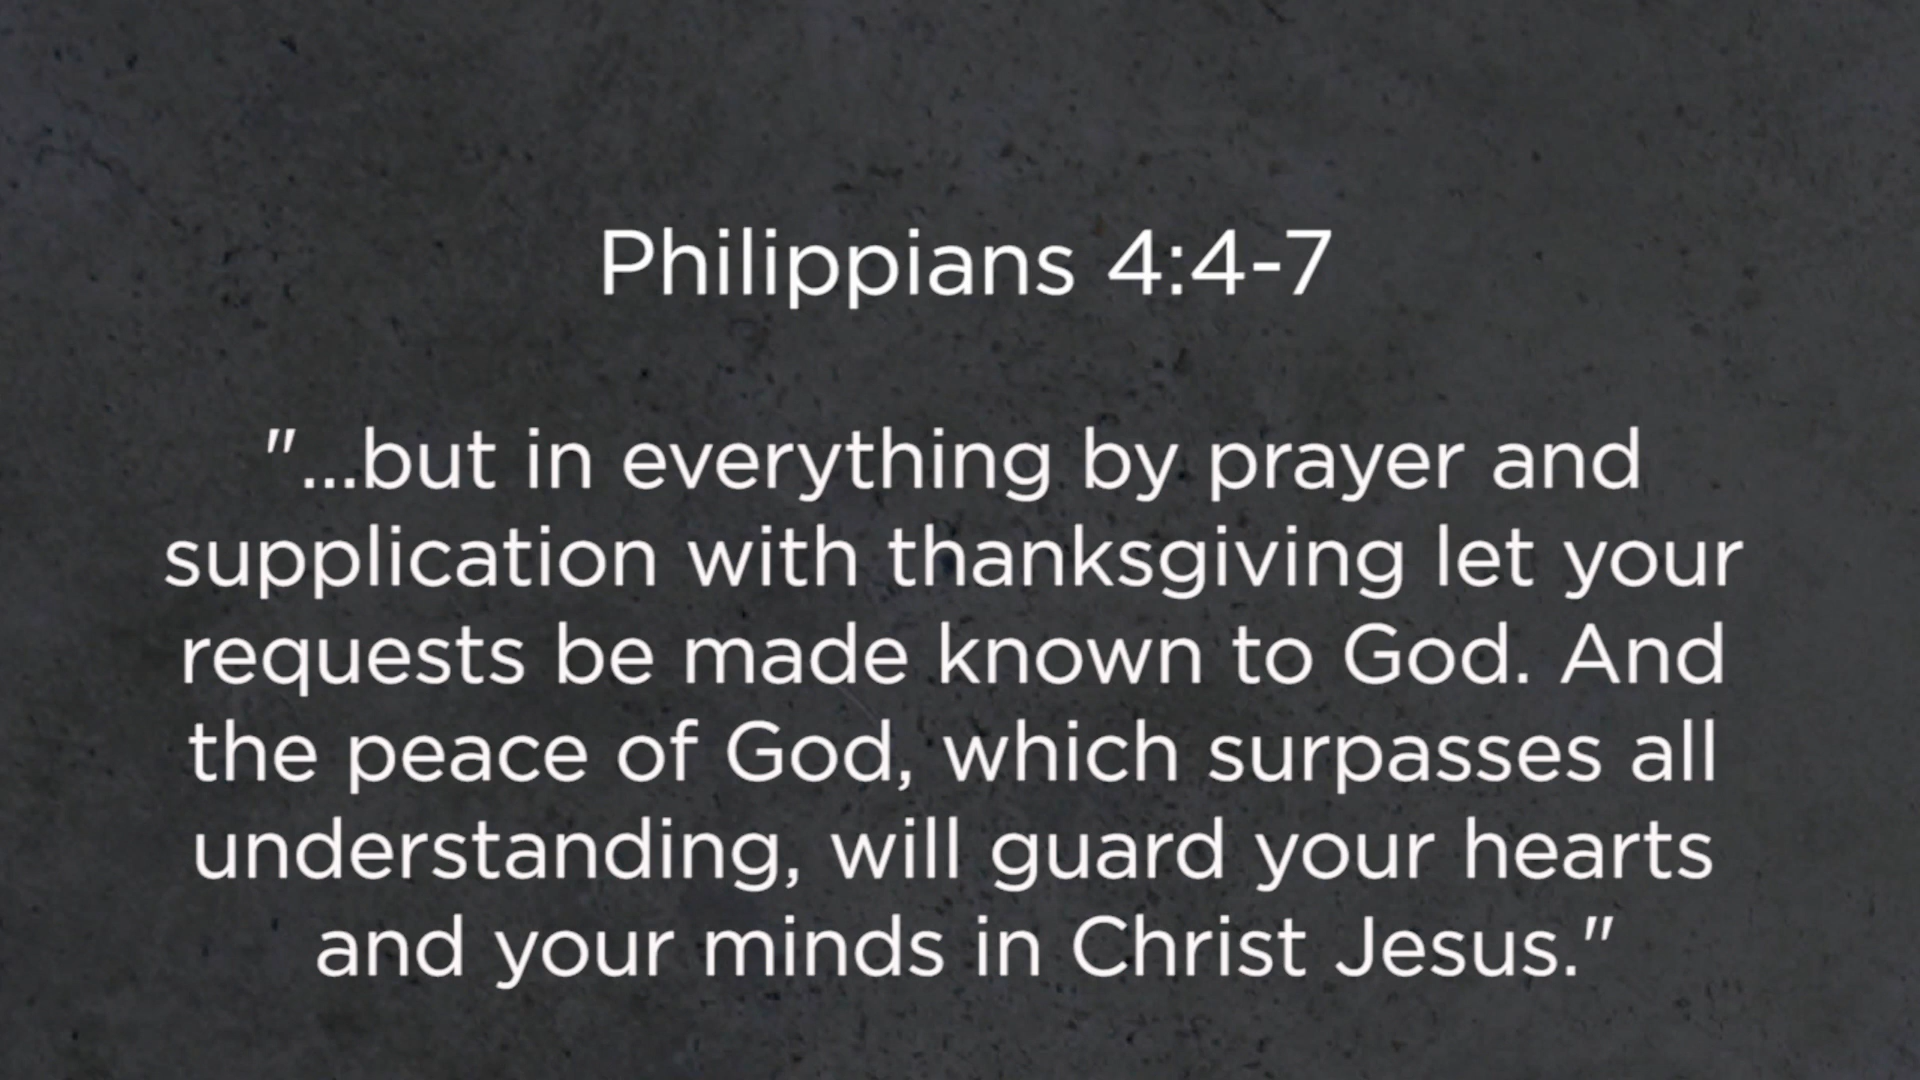 Philippians 4:4-7
"...but in everything by prayer and
supplication with thanksgiving let your
requests be made known to God. And
the peace of God, which surpasses all
understanding, will guard your hearts
and your minds in Christ Jesus."